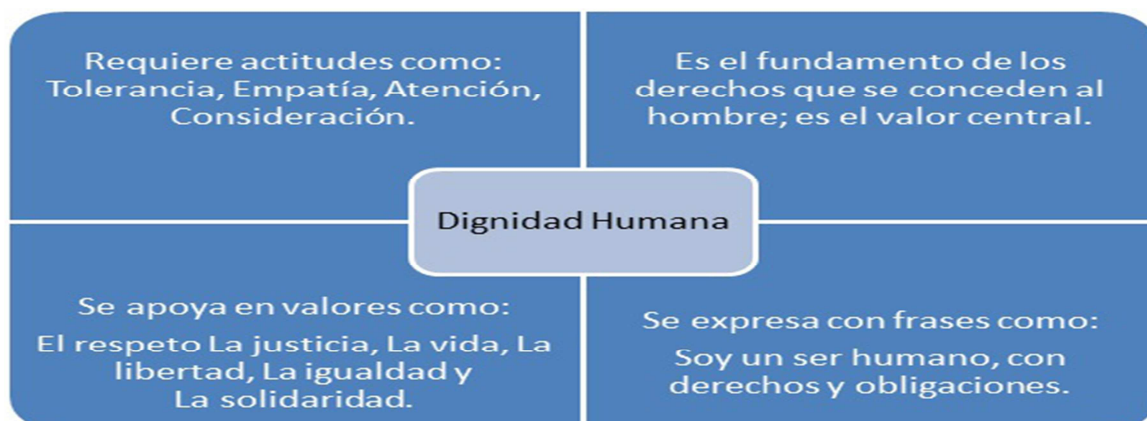 Requiere actitudes como:
Tolerancia, Empatía, Atención,
Consideración.
Es el fundamento de los
derechos que se conceden al
hombre; es el valor central.
Dignidad Humana
Se apoya en valores como:
El respeto La justicia, La vida, La
libertad, La igualdad y
La solidaridad.
Se expresa con frases como:
Soy un ser humano, con
derechos y obligaciones.